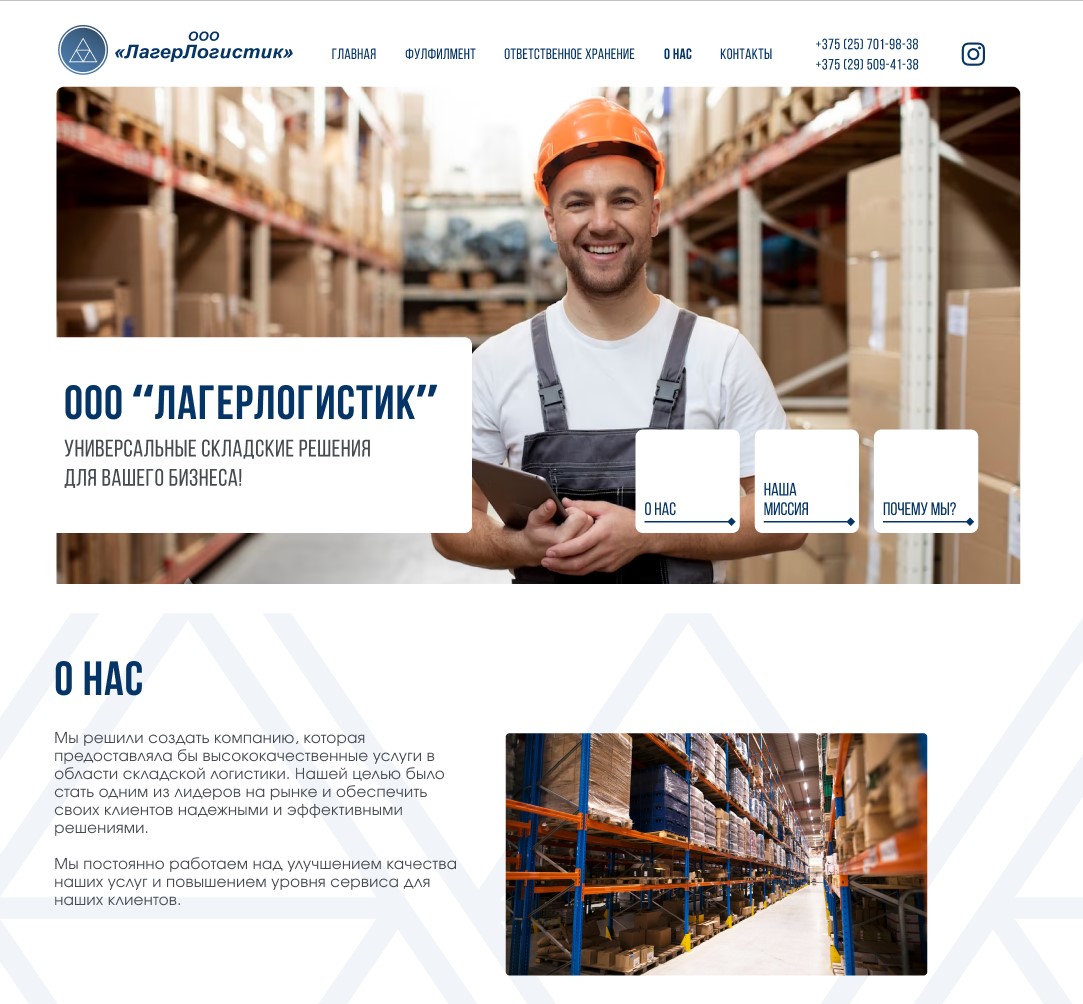 ООО
«ЛагерЛогистик»
ГЛАВНАЯ
ФУЛФИЛМЕНТ
ОТВЕТСТВЕННОЕ ХРАНЕНИЕ
О НАС
КОНТАКТЫ
+375 (25) 701-98-38
+375 (29) 509-41-38
ООО “ЛАГЕРЛОГИСТИК”
УНИВЕРСАЛЬНЫЕ СКЛАДСКИЕ РЕШЕНИЯ
ДЛЯ ВАШЕГО БИЗНЕСА!
О НАС
НАША
МИССИЯ
ПОЧЕМУ МЫ?
О НАС
Мы решили создать компанию, которая
предоставляла бы высококачественные услуги в
области складской логистики. Нашей целью было
стать одним из лидеров на рынке и обеспечить
своих клиентов надежными и эффективными
решениями.
Мы постоянно работаем над улучшением качества
наших услуг и повышением уровня сервиса для
наших клиентов.